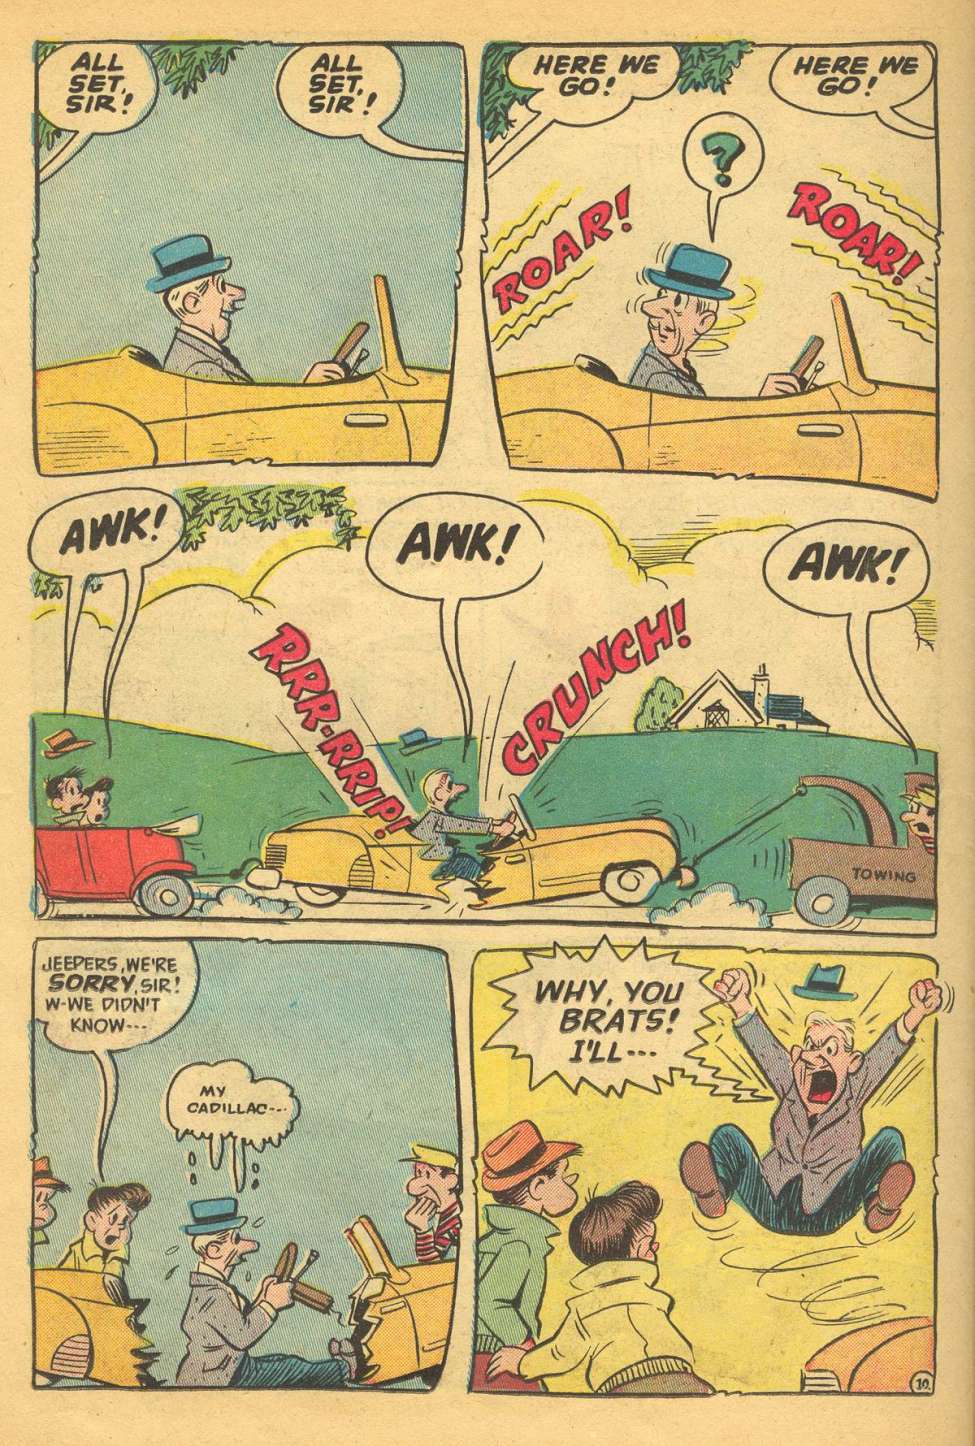 ALL
SET,
SIR!
ALL
SET,
SIR!
HERE WE
GO!
HERE WE
GO!
?
ROAR!
ROAR!
AWK!
AWK!
AWK!
RRR-RRIP!
CRUNCH!
TOWING
JEEPERS, WE'RE
SORRY, SIR!
W-WE DIDN'T
KNOW---
MY
CADILLAC---
WHY, YOU
BRATS!
I'LL---
10.